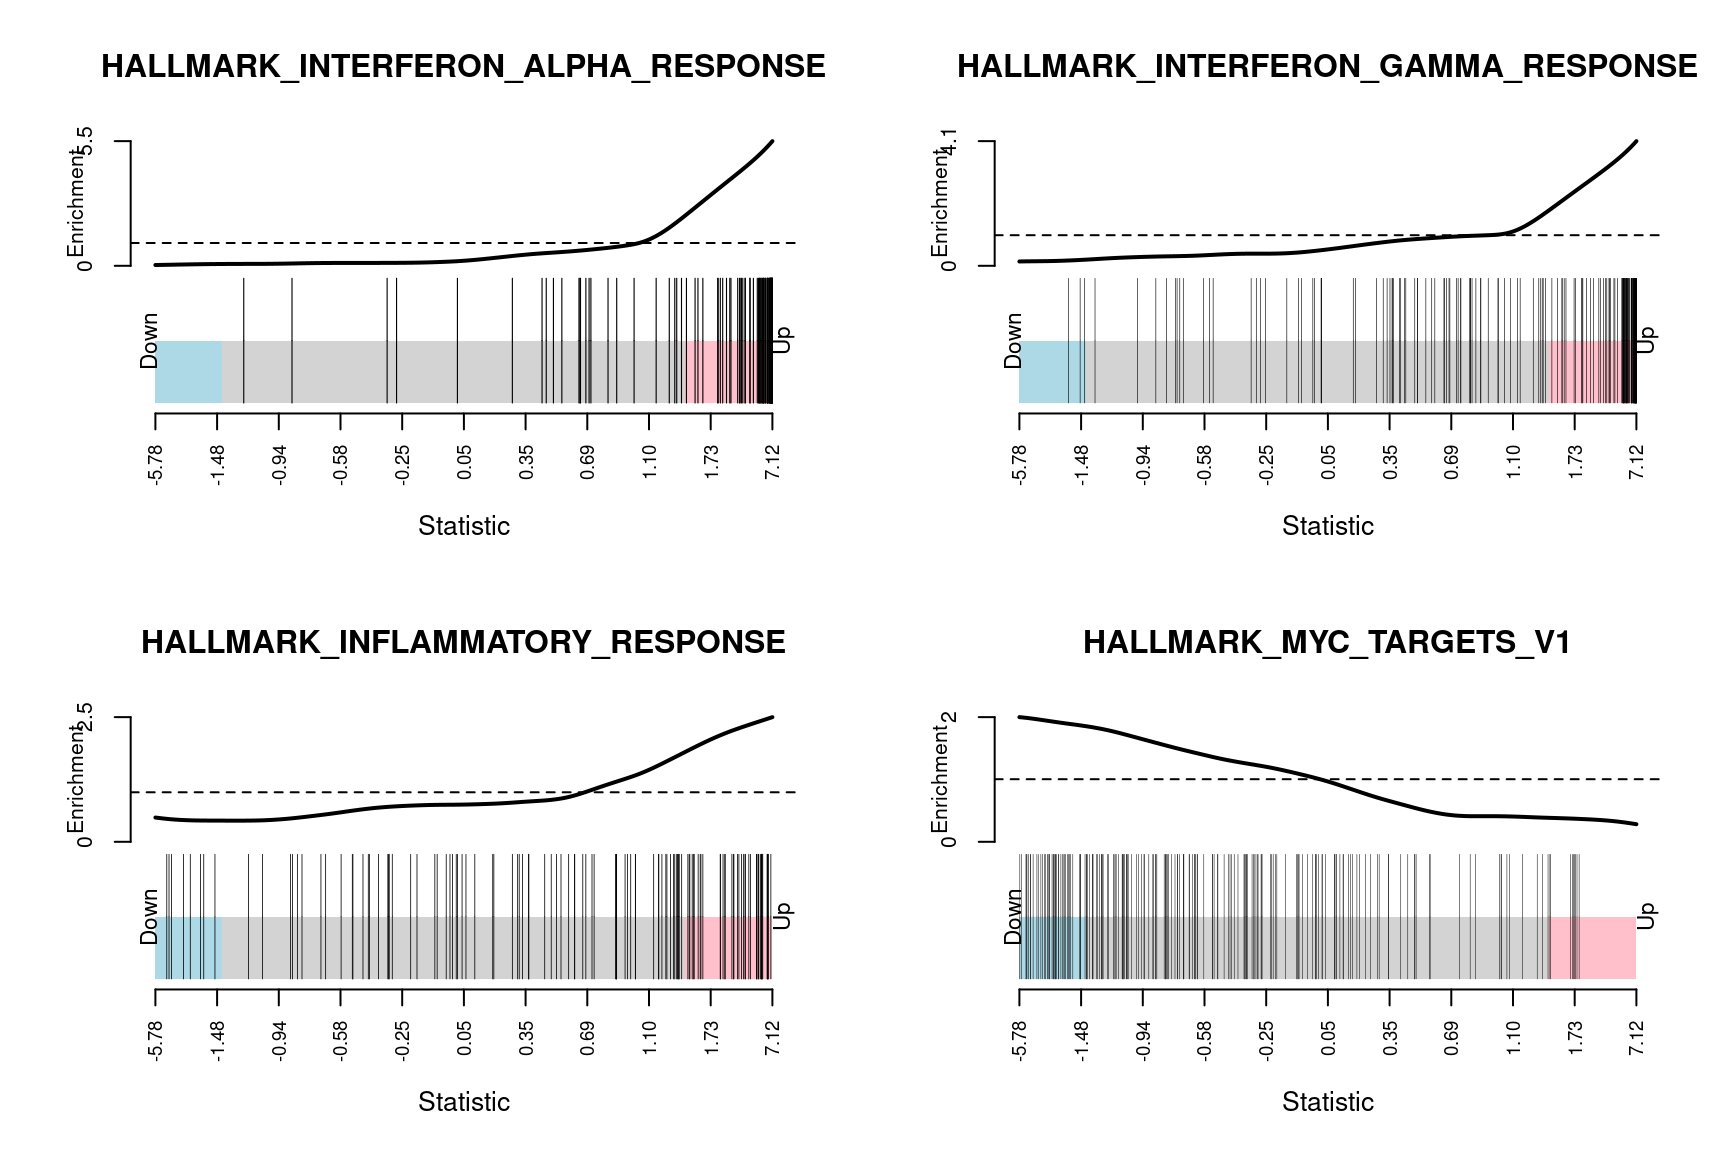 HALLMARK_INTERFERON_ALPHA_RESPONSE
Enrichment
0
5.5
Down
Up
-5.78 -1.48 -0.94 -0.58 -0.25 0.05 0.35 0.69 1.10 1.73 7.12
Statistic
HALLMARK_INTERFERON_GAMMA_RESPONSE
Enrichment
0
4.1
Down
Up
-5.78 -1.48 -0.94 -0.58 -0.25 0.05 0.35 0.69 1.10 1.73 7.12
Statistic
HALLMARK_INFLAMMATORY_RESPONSE
Enrichment
0
2.5
Down
Up
-5.78 -1.48 -0.94 -0.58 -0.25 0.05 0.35 0.69 1.10 1.73 7.12
Statistic
HALLMARK_MYC_TARGETS_V1
Enrichment
0
2
Down
Up
-5.78 -1.48 -0.94 -0.58 -0.25 0.05 0.35 0.69 1.10 1.73 7.12
Statistic